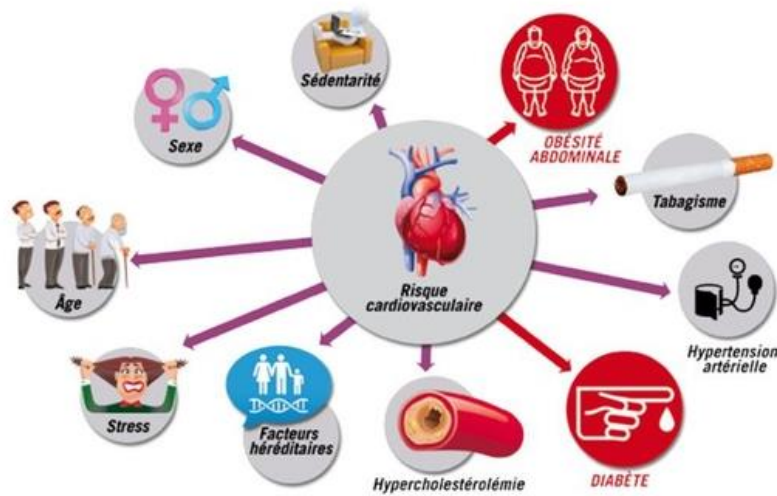 Sédentarité
OBÉSITÉ
ABDOMINALE
Sexe
Tabagisme
Âge
Risque
cardiovasculaire
Hypertension
artérielle
Stress
Facteurs
héréditaires
Hypercholestérolémie
DIABÈTE